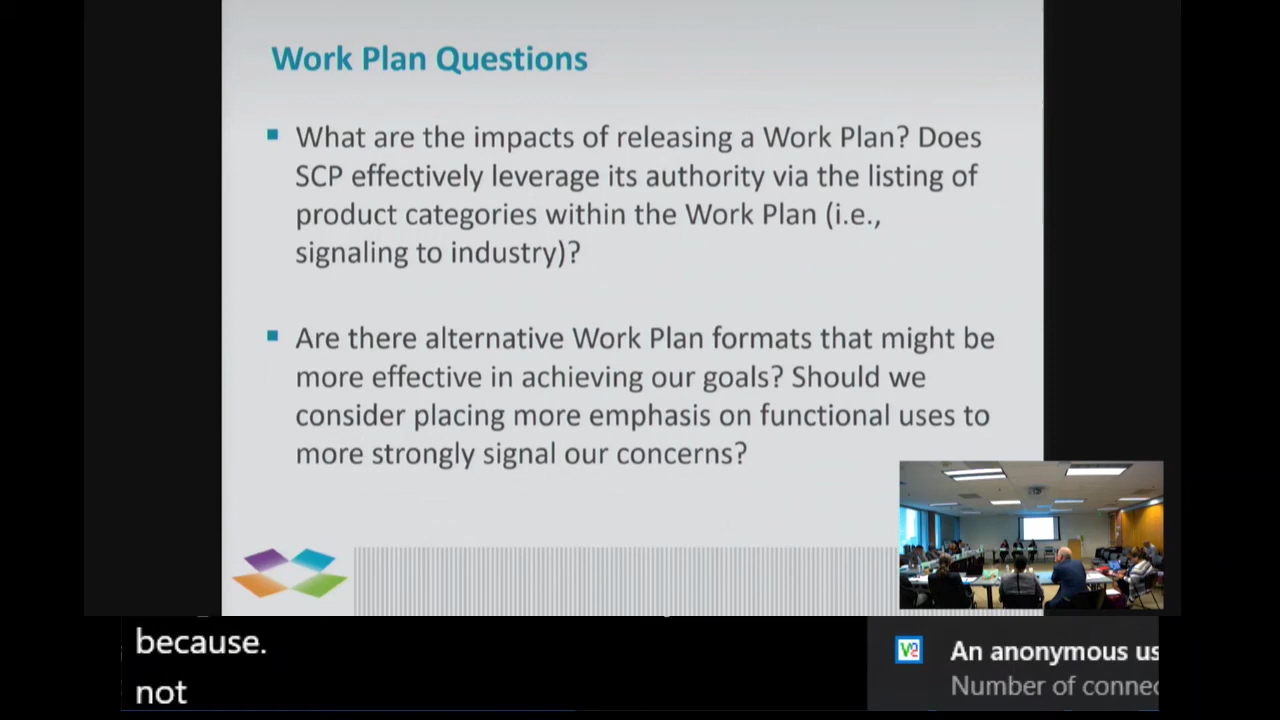 Work Plan Questions
What are the impacts of releasing a Work Plan? Does
SCP effectively leverage its authority via the listing of
product categories within the Work Plan (i.e.,
signaling to industry)?
Are there alternative Work Plan formats that might be
more effective in achieving our goals? Should we
consider placing more emphasis on functional uses to
more strongly signal our concerns?
because.
not
An anonymous us
Number of connec